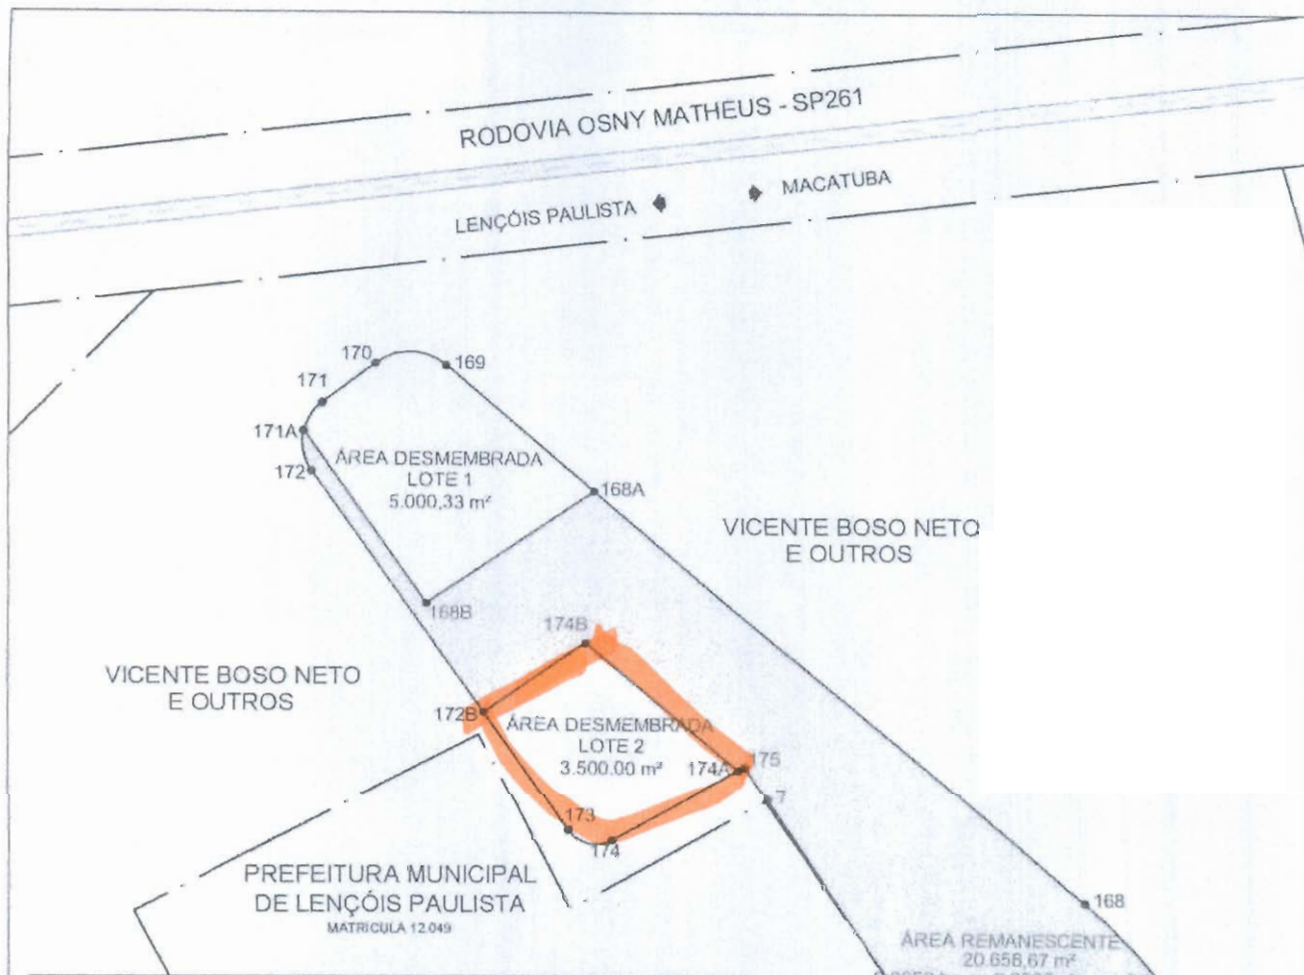 RODOVIA OSNY MATHEUS - SP261
MACATUBA
LENÇÓIS PAULISTA
170
169
171
171A
172
ÁREA DESMEMBRADA
LOTE 1
5.000,33 m²
168A
VICENTE BOSO NETO
E OUTROS
168B
174B
VICENTE BOSO NETO
E OUTROS
172B
ÁREA DESMEMBRADA
LOTE 2
3.500.00 m²
174A
175
7
173
174
PREFEITURA MUNICIPAL
DE LENÇÓIS PAULISTA
MATRICULA 12.049
168
ÁREA REMANESCENTE
20.658,67 m²